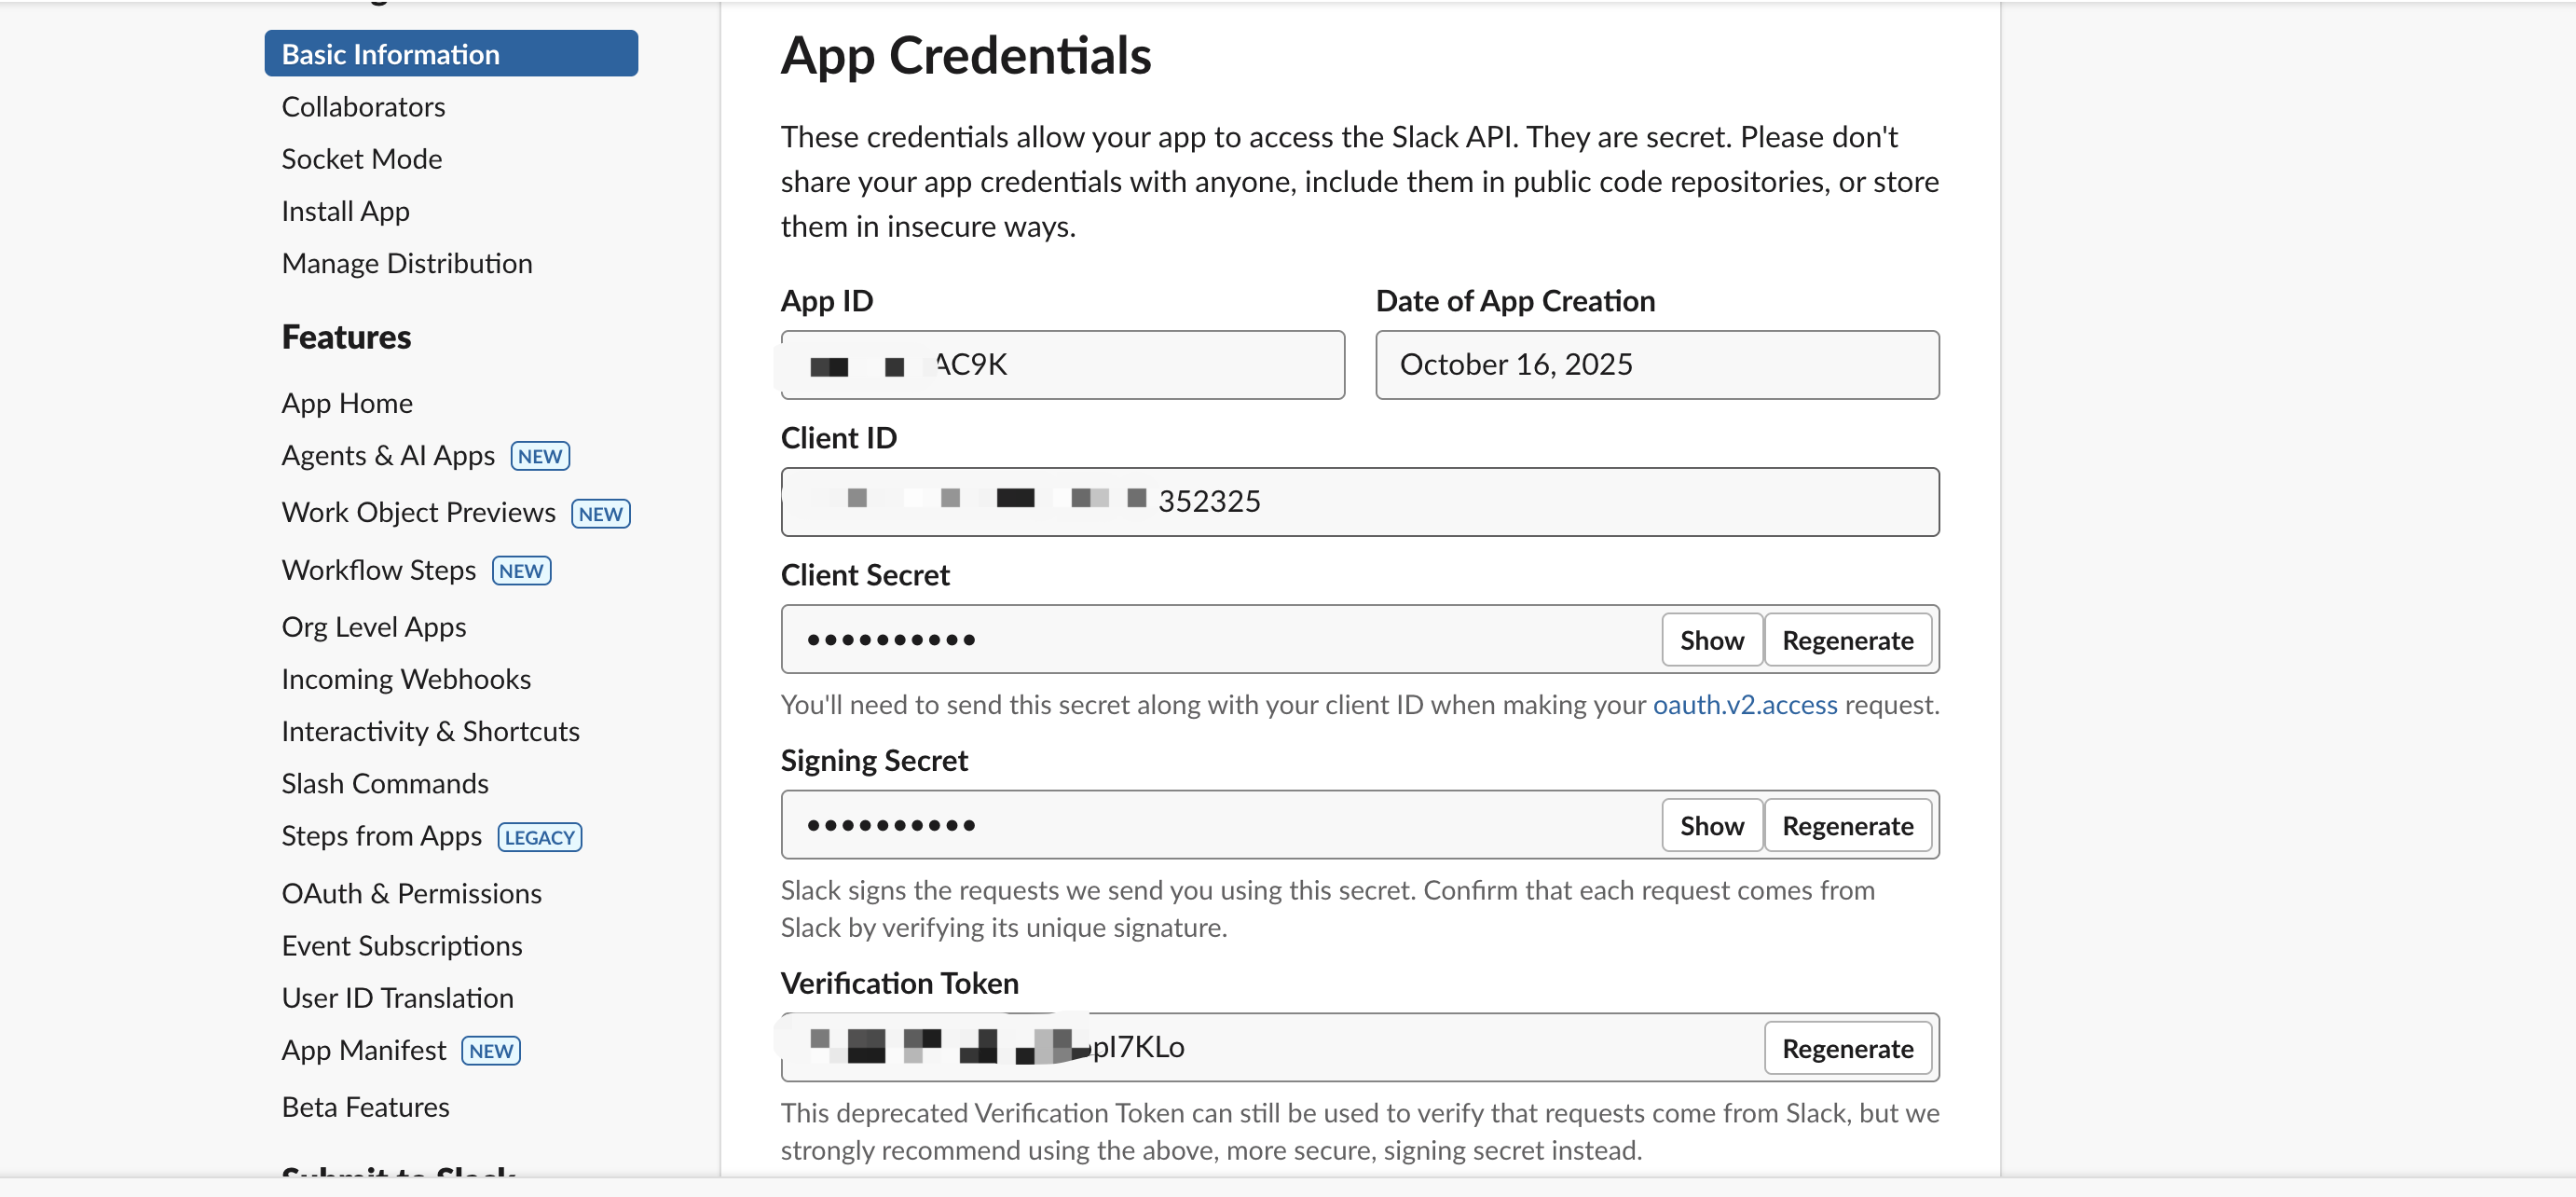 Basic Information
Collaborators
Socket Mode
Install App
Manage Distribution
Features
App Home
Agents & AI Apps NEW
Work Object Previews NEW
Workflow Steps NEW
Org Level Apps
Incoming Webhooks
Interactivity & Shortcuts
Slash Commands
Steps from Apps LEGACY
OAuth & Permissions
Event Subscriptions
User ID Translation
App Manifest NEW
Beta Features
Submit to Slack
App Credentials
These credentials allow your app to access the Slack API. They are secret. Please don't
share your app credentials with anyone, include them in public code repositories, or store
them in insecure ways.
App ID
AC9K
Date of App Creation
October 16, 2025
Client ID
352325
Client Secret
••••••••••
Show Regenerate
You'll need to send this secret along with your client ID when making your oauth.v2.access request.
Signing Secret
••••••••••
Show Regenerate
Slack signs the requests we send you using this secret. Confirm that each request comes from
Slack by verifying its unique signature.
Verification Token
pI7KLo
Regenerate
This deprecated Verification Token can still be used to verify that requests come from Slack, but we
strongly recommend using the above, more secure, signing secret instead.